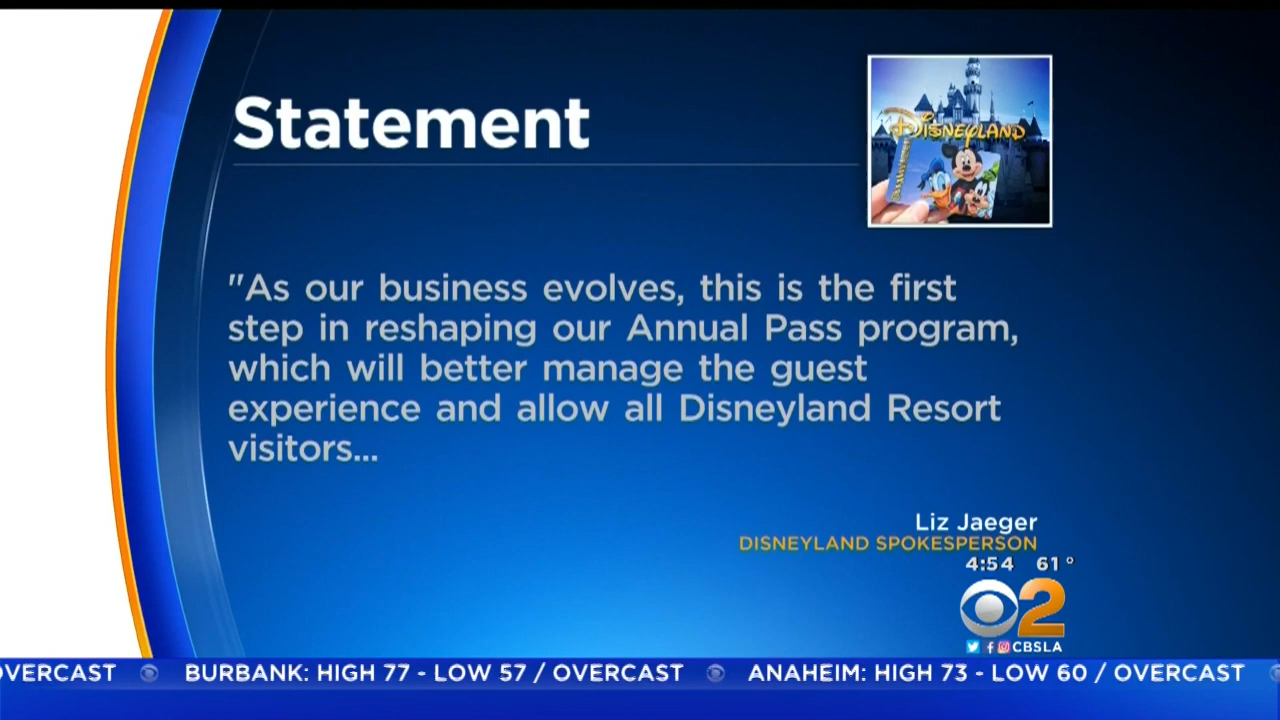 Statement
DISNEYLAND
"As our business evolves, this is the first
step in reshaping our Annual Pass program,
which will better manage the guest
experience and allow all Disneyland Resort
visitors...
Liz Jaeger
DISNEYLAND SPOKESPERSON
4:54 61°
2
CBSLA
OVERCAST BURBANK: HIGH 77 - LOW 57 / OVERCAST ANAHEIM: HIGH 73 - LOW 60 / OVERCAST